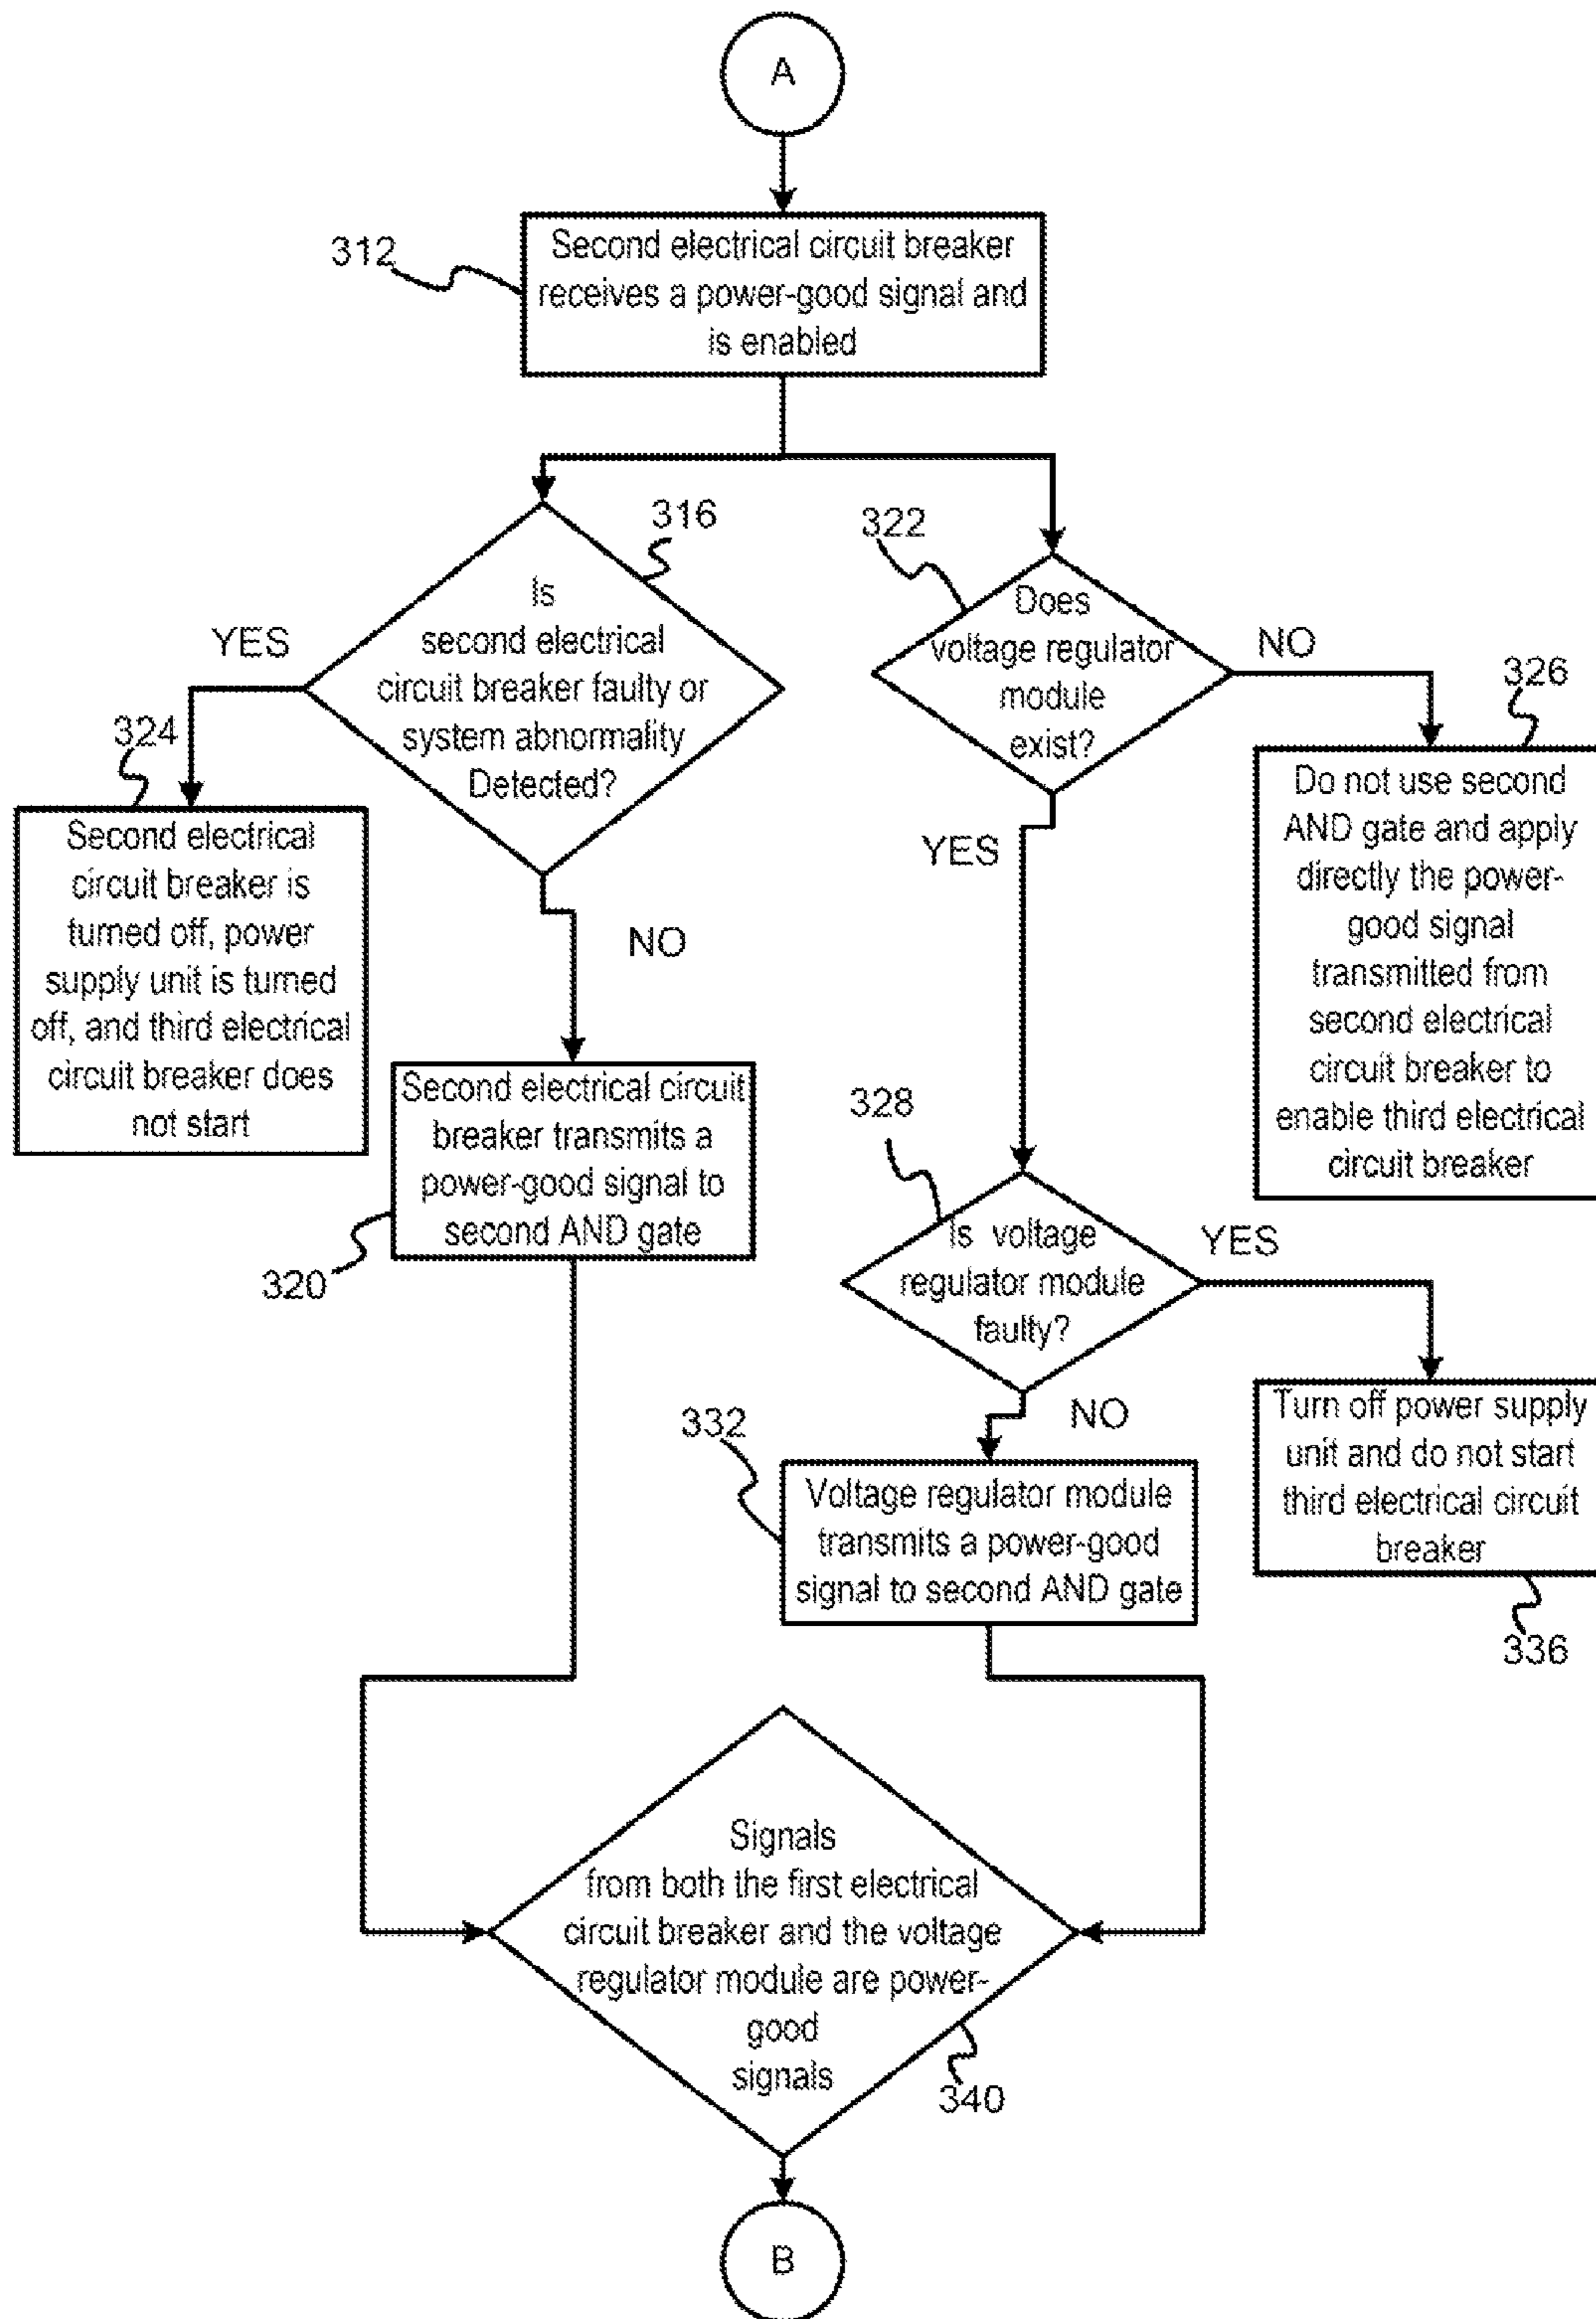 A
312
Second electrical circuit breaker
receives a power-good signal and
is enabled
316
Is
second electrical
circuit breaker faulty or
system abnormality
Detected?
YES
NO
322
Does
voltage regulator
module
exist?
NO
YES
324
Second electrical
circuit breaker is
turned off, power
supply unit is turned
off, and third electrical
circuit breaker does
not start
326
Do not use second
AND gate and apply
directly the power-
good signal
transmitted from
second electrical
circuit breaker to
enable third electrical
circuit breaker
320
Second electrical circuit
breaker transmits a
power-good signal to
second AND gate
328
Is voltage
regulator module
faulty?
YES
NO
332
Voltage regulator module
transmits a power-good
signal to second AND gate
Turn off power supply
unit and do not start
third electrical circuit
breaker
336
Signals
from both the first electrical
circuit breaker and the voltage
regulator module are power-
good
signals
340
B